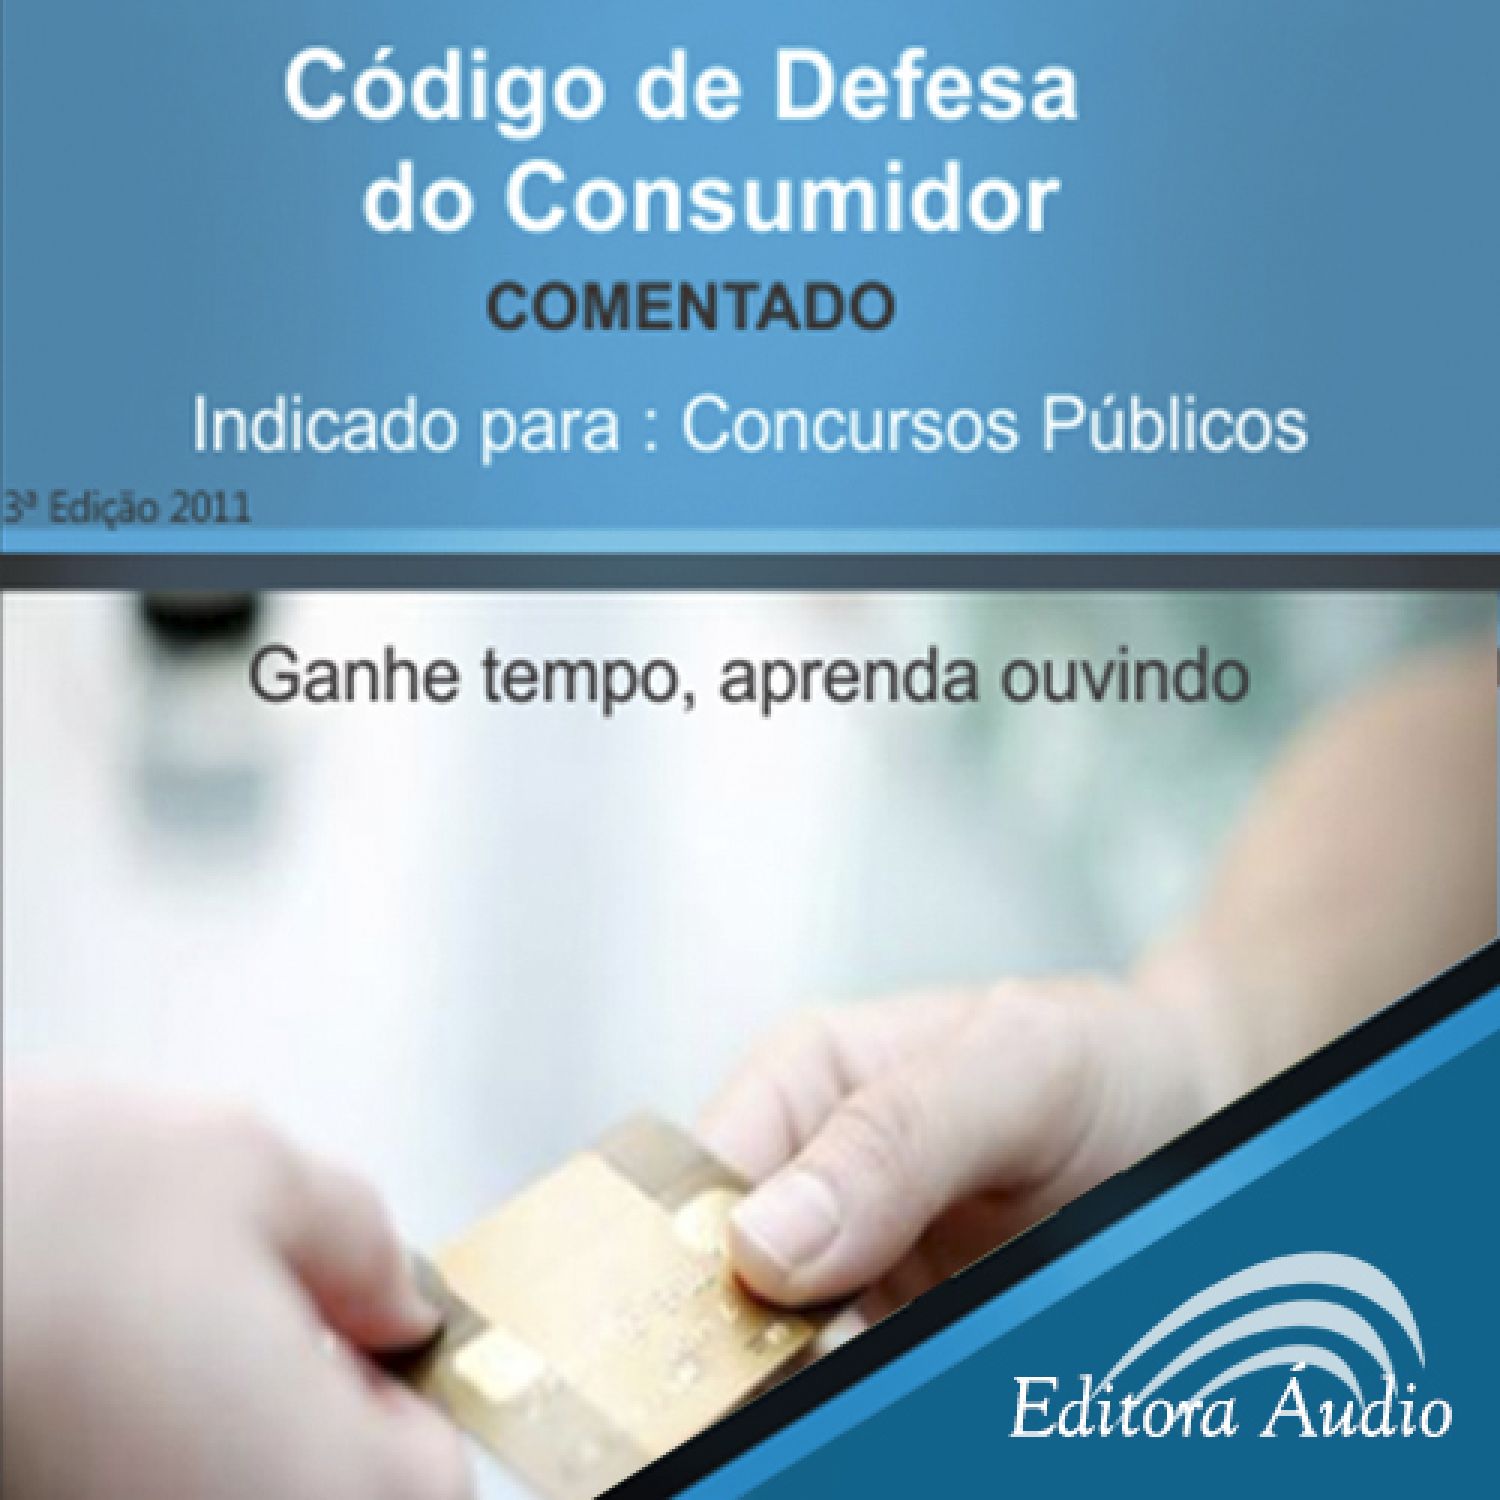 Código de Defesa
do Consumidor
COMENTADO
Indicado para : Concursos Públicos
3ª Edição 2011
Ganhe tempo, aprenda ouvindo
Editora Áudio